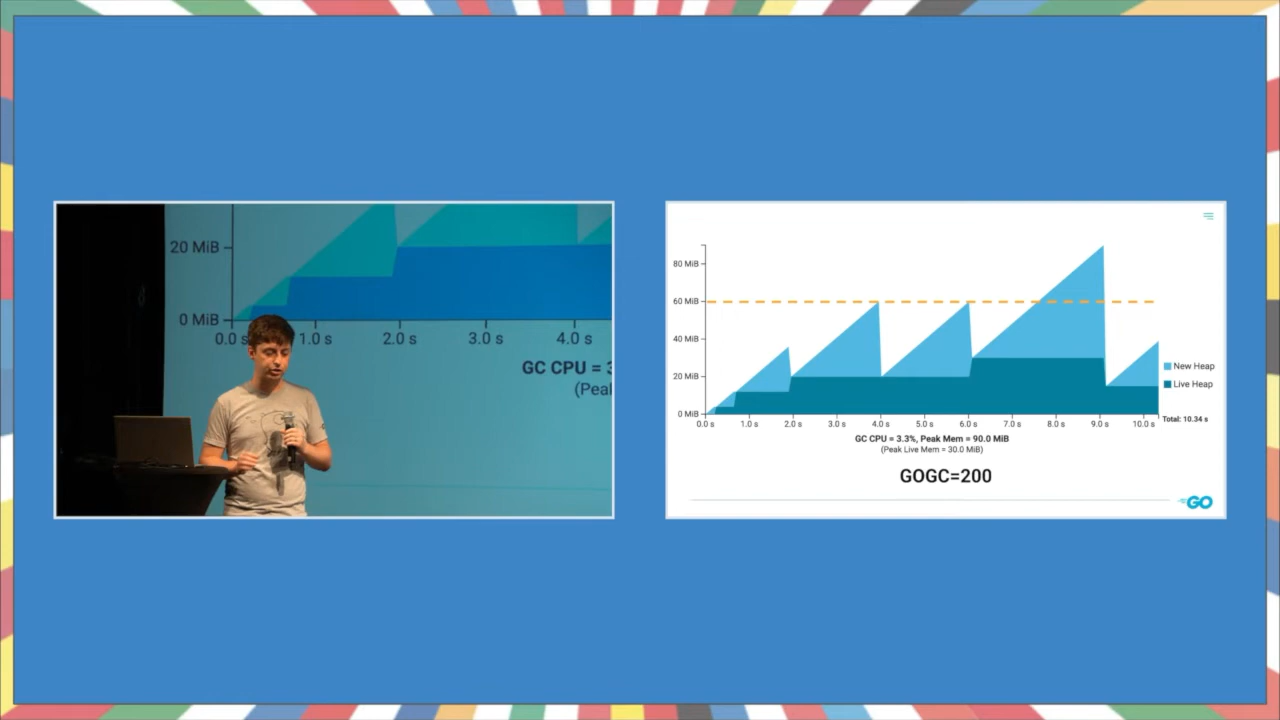 20 MiB
0 MiB
0.0 s
1.0 s
2.0 s
3.0 s
4.0 s
GC CPU = 3
(Peak
80 MiB
60 MiB
40 MiB
20 MiB
0 MiB
0.0 s
1.0 s
2.0 s
3.0 s
4.0 s
5.0 s
6.0 s
7.0 s
8.0 s
9.0 s
10.0 s
New Heap
Live Heap
Total: 10.34 s
GC CPU = 3.3%, Peak Mem = 90.0 MiB
(Peak Live Mem = 30.0 MiB)
GOGC=200
GO